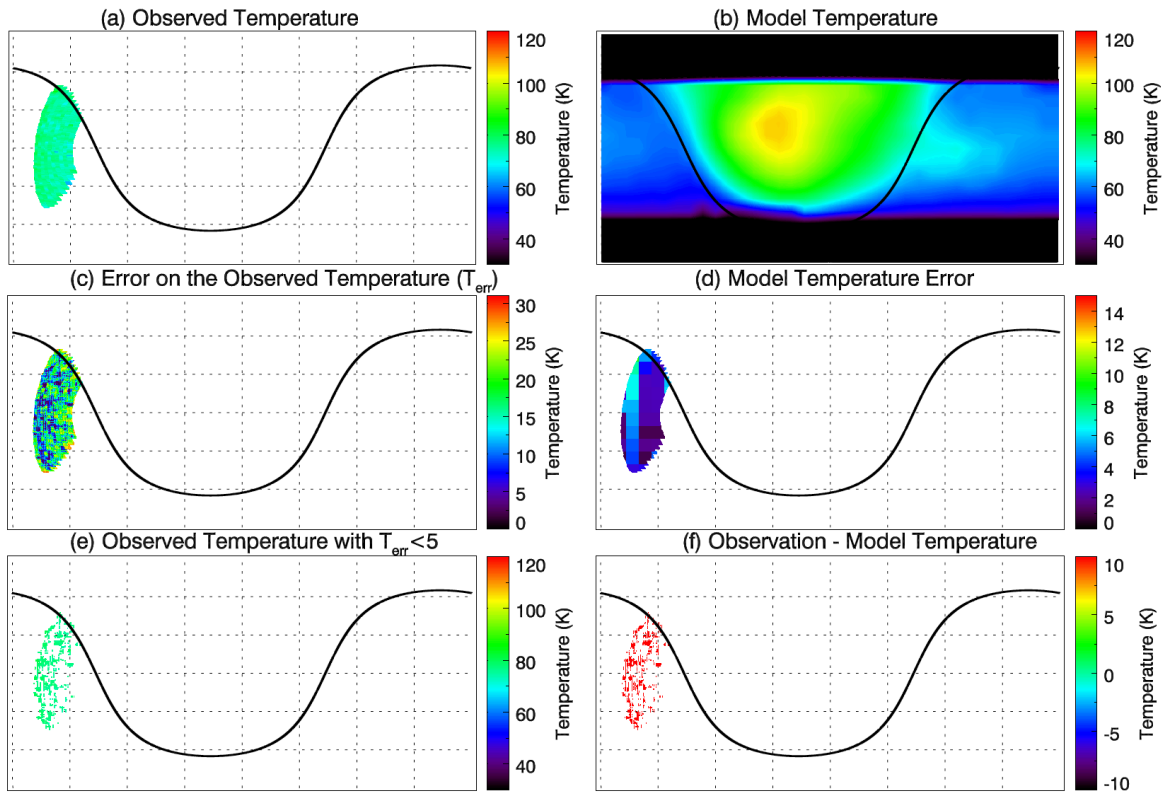 (a) Observed Temperature
120
100
80
60
40
Temperature (K)
(b) Model Temperature
120
100
80
60
40
Temperature (K)
(c) Error on the Observed Temperature (Terr)
30
25
20
15
10
5
0
Temperature (K)
(d) Model Temperature Error
14
12
10
8
6
4
2
0
Temperature (K)
(e) Observed Temperature with Terr<5
120
100
80
60
40
Temperature (K)
(f) Observation - Model Temperature
10
5
0
-5
-10
Temperature (K)